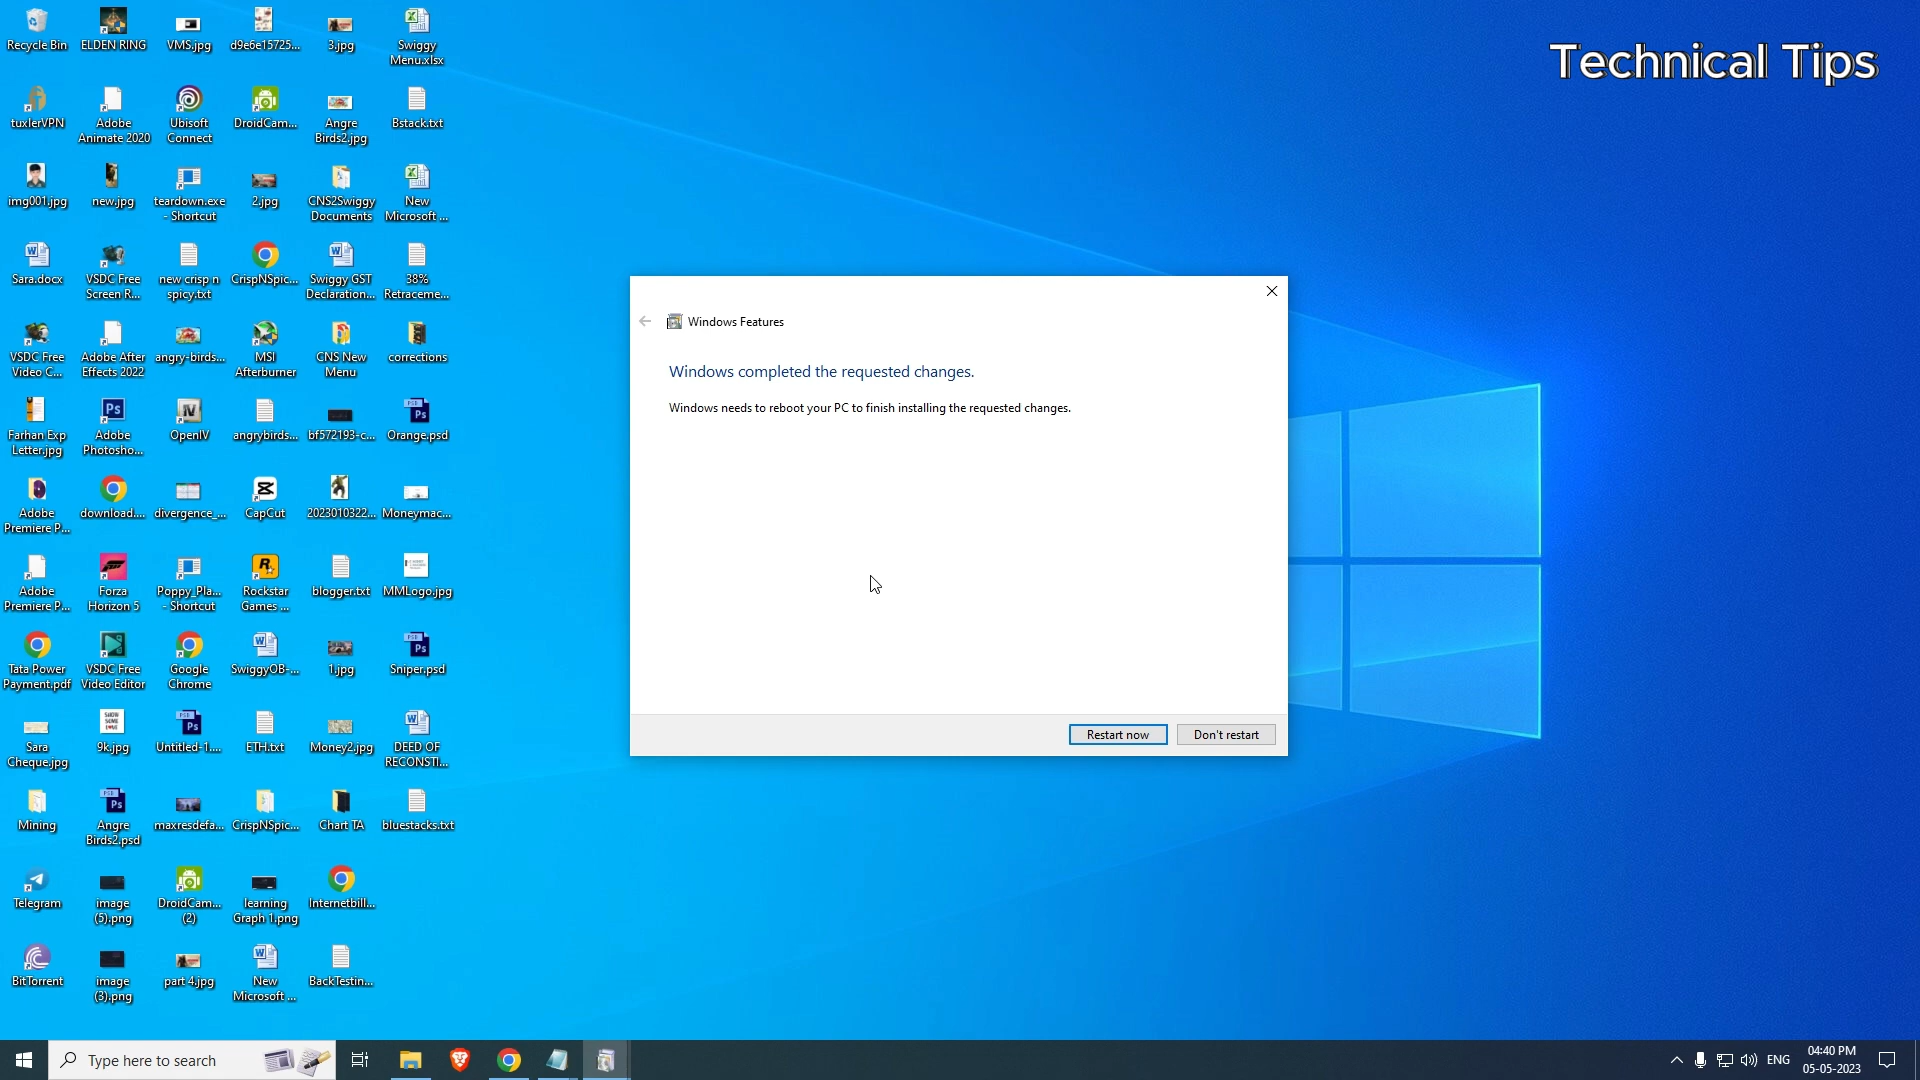 Technical Tips
Recycle Bin
ELDEN RING
VMS.jpg
d9e6e15725...
3.jpg
Swiggy
Menu.xlsx
tuxlerVPN
Adobe
Animate 2020
Ubisoft
Connect
DroidCam...
Angre
Birds2.jpg
Bstack.txt
img001.jpg
new.jpg
teardown.exe
- Shortcut
2.jpg
CNS2Swiggy
Documents
New
Microsoft ...
Sara.docx
VSDC Free
Screen R...
new crisp n
spicy.txt
CrispNSpic...
Swiggy GST
Declaration...
38%
Retraceme...
VSDC Free
Video C...
Adobe After
Effects 2022
angry-birds...
MSI
Afterburner
CNS New
Menu
corrections
Farhan Exp
Letter.jpg
Adobe
Photosho...
OpenIV
angrybirds...
bf572193-c...
Orange.psd
Adobe
Premiere P...
download....
divergence_...
CapCut
2023010322...
Moneymac...
Adobe
Premiere P...
Forza
Horizon 5
Poppy_Pla...
- Shortcut
Rockstar
Games ...
blogger.txt
MMLogo.jpg
Tata Power
Payment.pdf
VSDC Free
Video Editor
Google
Chrome
SwiggyOB-...
1.jpg
Sniper.psd
Sara
Cheque.jpg
9k.jpg
Untitled-1....
ETH.txt
Money2.jpg
DEED OF
RECONSTI...
Mining
Angre
Birds2.psd
maxresdefa...
CrispNSpic...
Chart TA
bluestacks.txt
Telegram
image
(5).png
DroidCam...
(2)
learning
Graph 1.png
Internetbill...
BitTorrent
image
(3).png
part 4.jpg
New
Microsoft ...
BackTestin...
Windows Features
Windows completed the requested changes.
Windows needs to reboot your PC to finish installing the requested changes.
Restart now
Don't restart
Type here to search
ENG
04:40 PM
05-05-2023